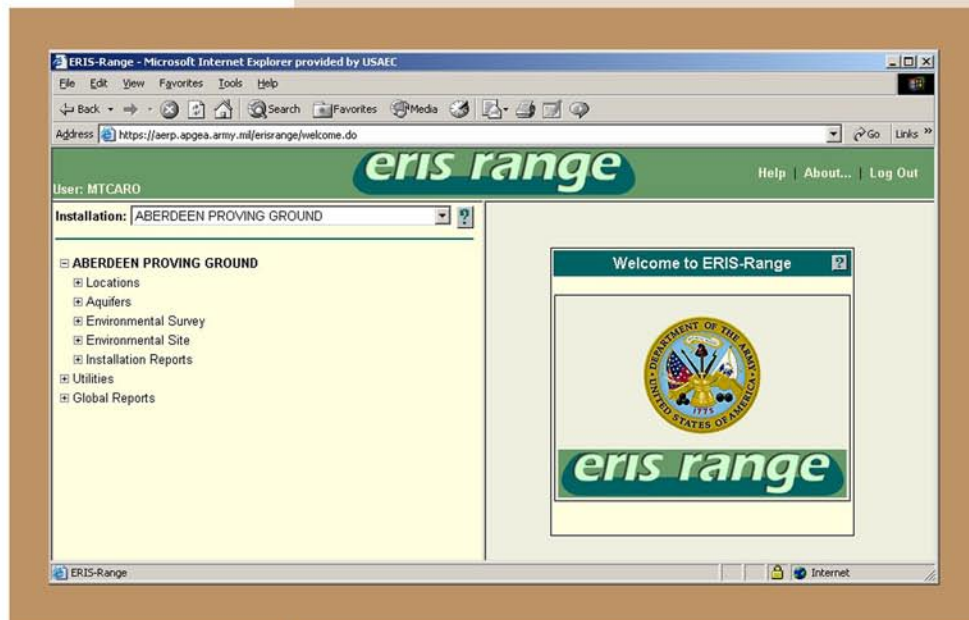 ERIS-Range - Microsoft Internet Explorer provided by USAEC
File Edit View Favorites Tools Help
Back Search Favorites Media
Address https://aerp.apgea.army.mil/erisrange/welcome.do Go Links »
eris range
User: MTCARO
Help | About... | Log Out
Installation: ABERDEEN PROVING GROUND ?
ABERDEEN PROVING GROUND
Locations
Aquifers
Environmental Survey
Environmental Site
Installation Reports
Utilities
Global Reports
Welcome to ERIS-Range ?
DEPARTMENT OF THE ARMY
UNITED STATES OF AMERICA
1775
eris range
ERIS-Range
Internet